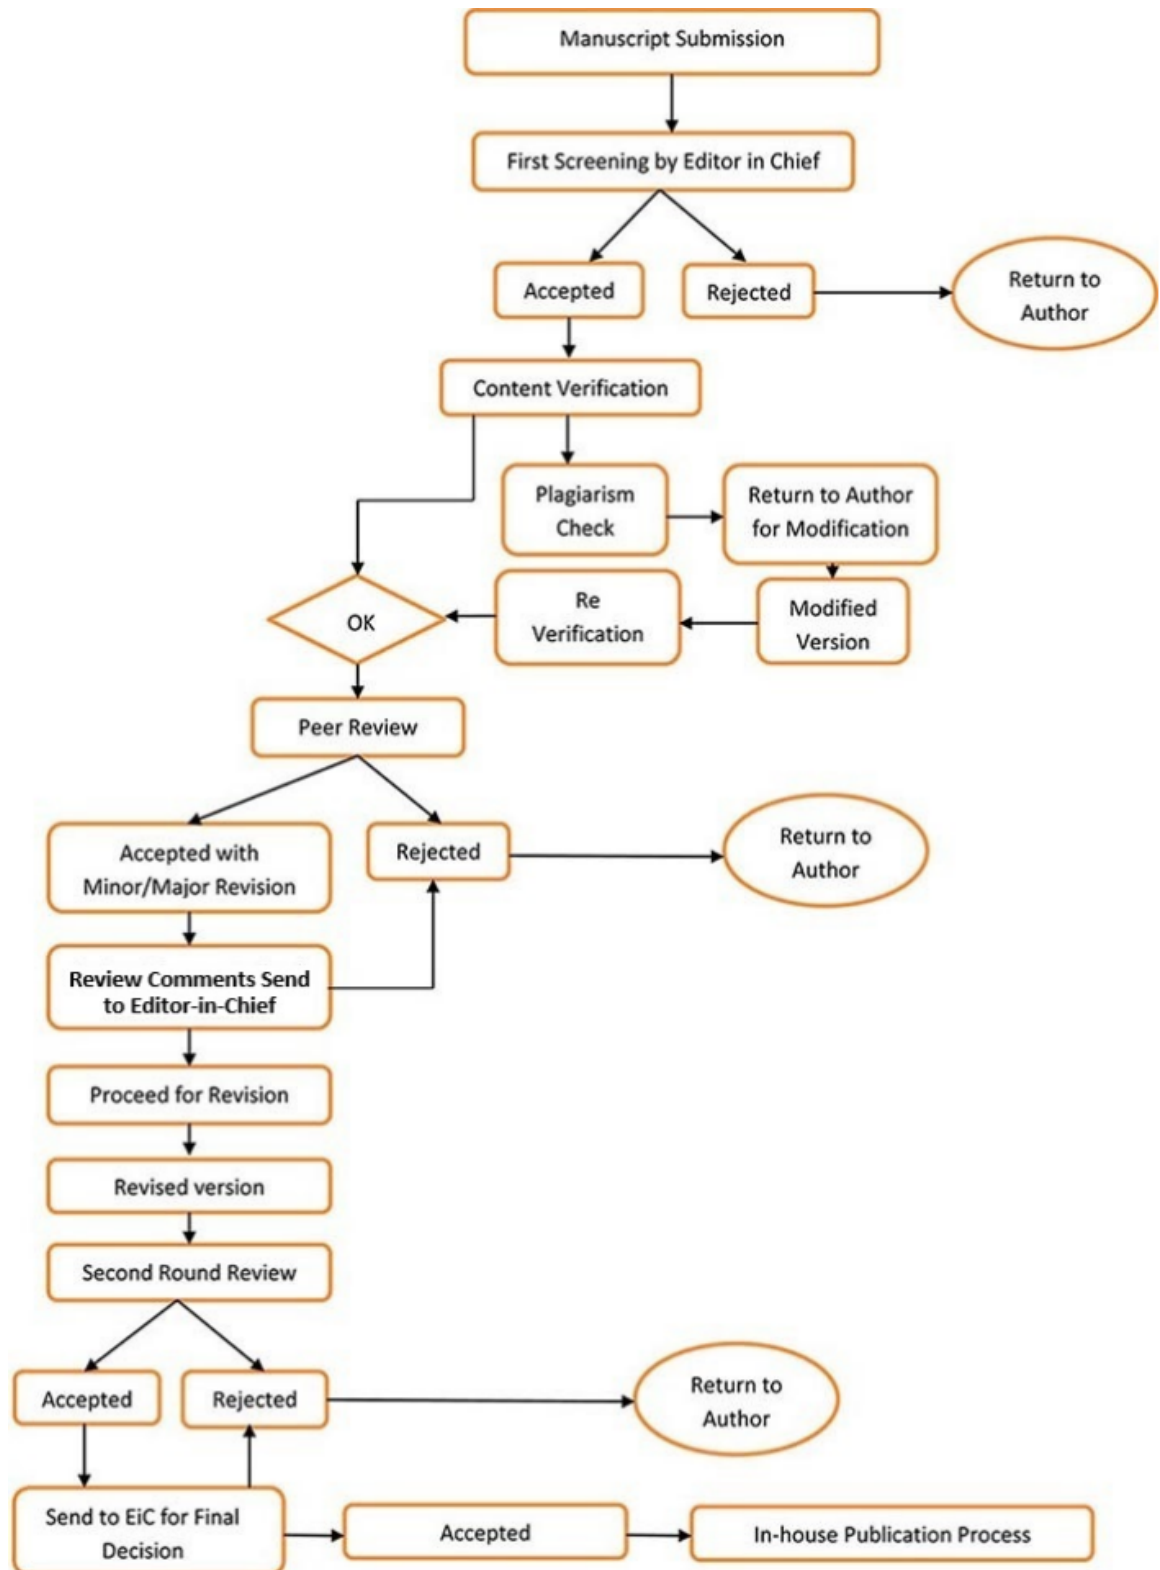 Manuscript Submission
First Screening by Editor in Chief
Accepted
Rejected
Return to
Author
Content Verification
Plagiarism
Check
Return to Author
for Modification
Modified
Version
Re
Verification
OK
Peer Review
Accepted with
Minor/Major Revision
Rejected
Return to
Author
Review Comments Send
to Editor-in-Chief
Proceed for Revision
Revised version
Second Round Review
Accepted
Rejected
Return to
Author
Send to EiC for Final
Decision
Accepted
In-house Publication Process